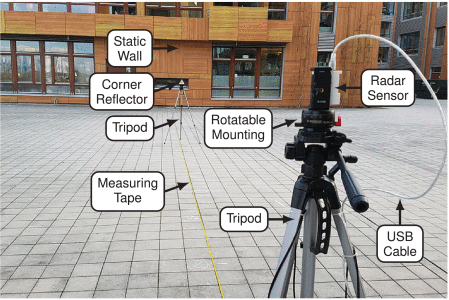 Static
Wall
Corner
Reflector
Tripod
Measuring
Tape
Rotatable
Mounting
Tripod
Radar
Sensor
USB
Cable